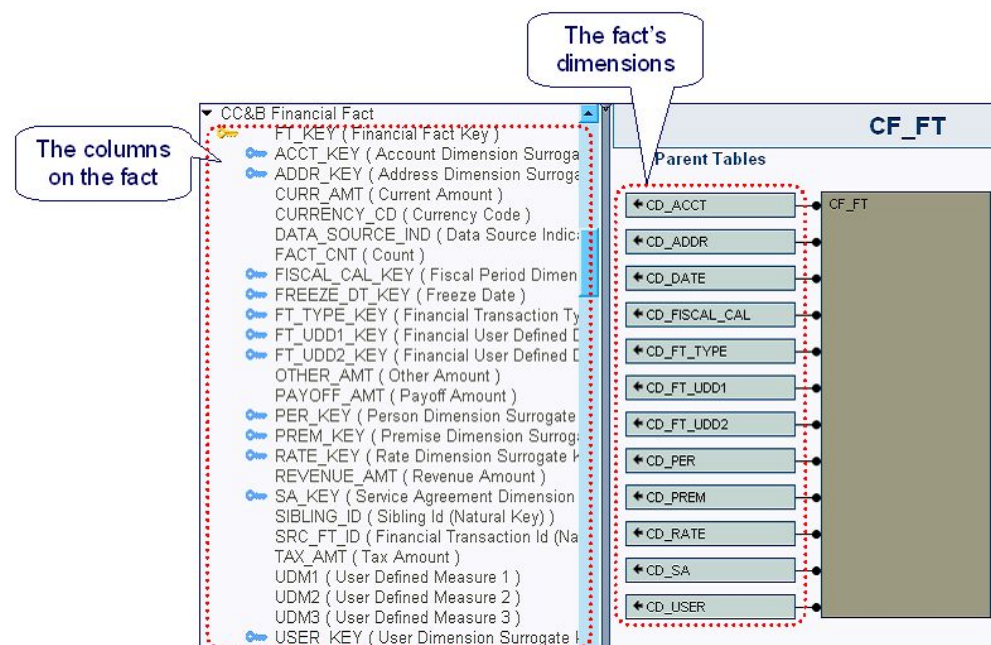 The fact's
dimensions
The columns
on the fact
CC&B Financial Fact
FT_KEY ( Financial Fact Key )
ACCT_KEY ( Account Dimension Surroga
ADDR_KEY ( Address Dimension Surroga
CURR_AMT ( Current Amount )
CURRENCY_CD ( Currency Code )
DATA_SOURCE_IND ( Data Source Indica
FACT_CNT ( Count )
FISCAL_CAL_KEY ( Fiscal Period Dimen
FREEZE_DT_KEY ( Freeze Date )
FT_TYPE_KEY ( Financial Transaction Ty
FT_UDD1_KEY ( Financial User Defined D
FT_UDD2_KEY ( Financial User Defined D
OTHER_AMT ( Other Amount )
PAYOFF_AMT ( Payoff Amount )
PER_KEY ( Person Dimension Surrogate
PREM_KEY ( Premise Dimension Surroga
RATE_KEY ( Rate Dimension Surrogate K
REVENUE_AMT ( Revenue Amount )
SA_KEY ( Service Agreement Dimension
SIBLING_ID ( Sibling Id (Natural Key) )
SRC_FT_ID ( Financial Transaction Id (Na
TAX_AMT ( Tax Amount )
UDM1 ( User Defined Measure 1 )
UDM2 ( User Defined Measure 2 )
UDM3 ( User Defined Measure 3 )
USER_KEY ( User Dimension Surrogate K
CF_FT
Parent Tables
CD_ACCT
CF_FT
CD_ADDR
CD_DATE
CD_FISCAL_CAL
CD_FT_TYPE
CD_FT_UDD1
CD_FT_UDD2
CD_PER
CD_PREM
CD_RATE
CD_SA
CD_USER